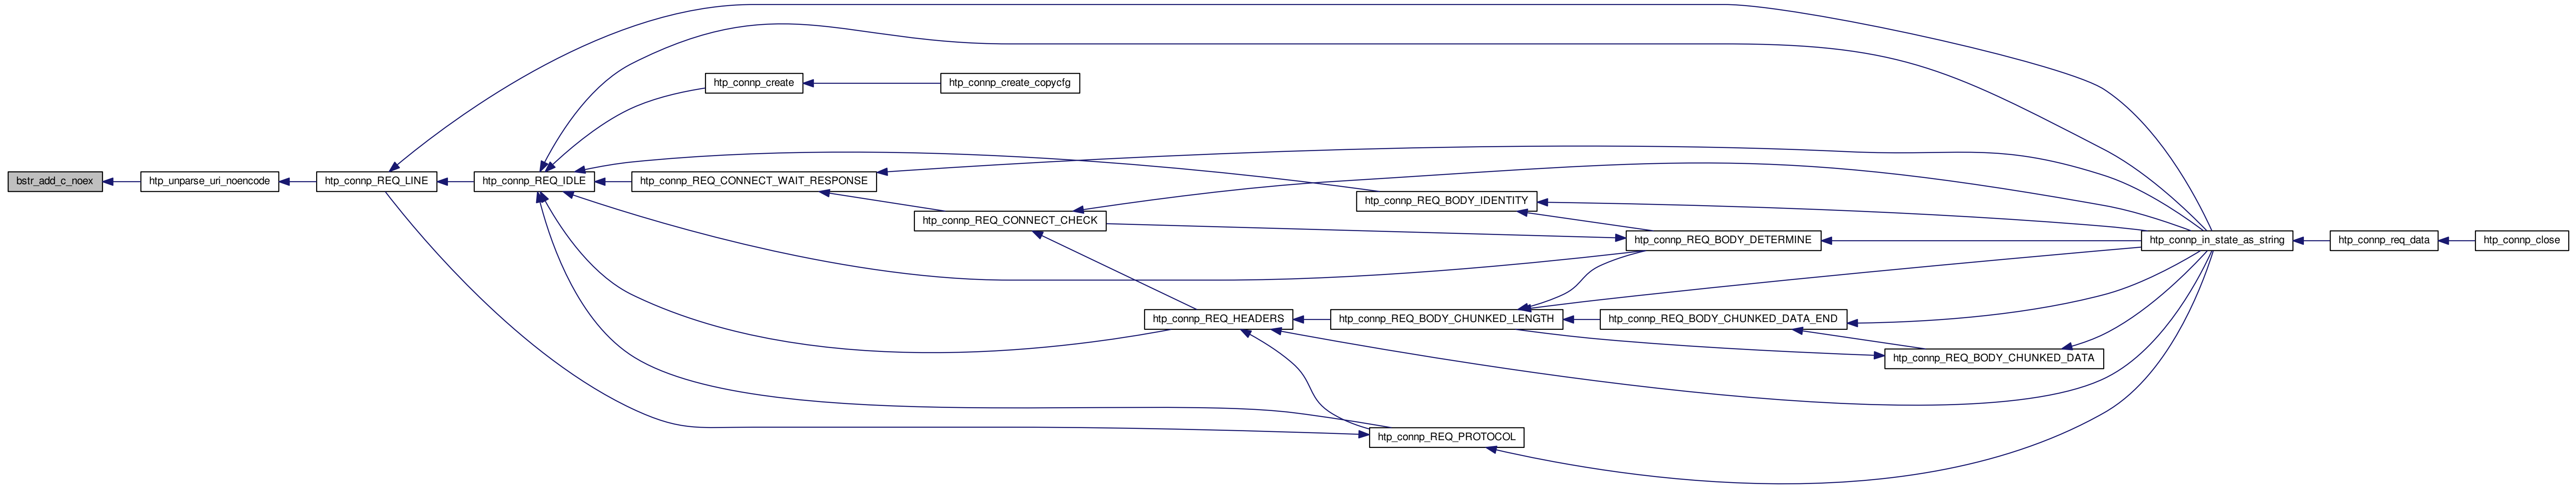 htp_connp_create
htp_connp_create_copycfg
bstr_add_c_noex
htp_unparse_uri_noencode
htp_connp_REQ_LINE
htp_connp_REQ_IDLE
htp_connp_REQ_CONNECT_WAIT_RESPONSE
htp_connp_REQ_BODY_IDENTITY
htp_connp_REQ_CONNECT_CHECK
htp_connp_REQ_BODY_DETERMINE
htp_connp_in_state_as_string
htp_connp_req_data
htp_connp_close
htp_connp_REQ_HEADERS
htp_connp_REQ_BODY_CHUNKED_LENGTH
htp_connp_REQ_BODY_CHUNKED_DATA_END
htp_connp_REQ_BODY_CHUNKED_DATA
htp_connp_REQ_PROTOCOL